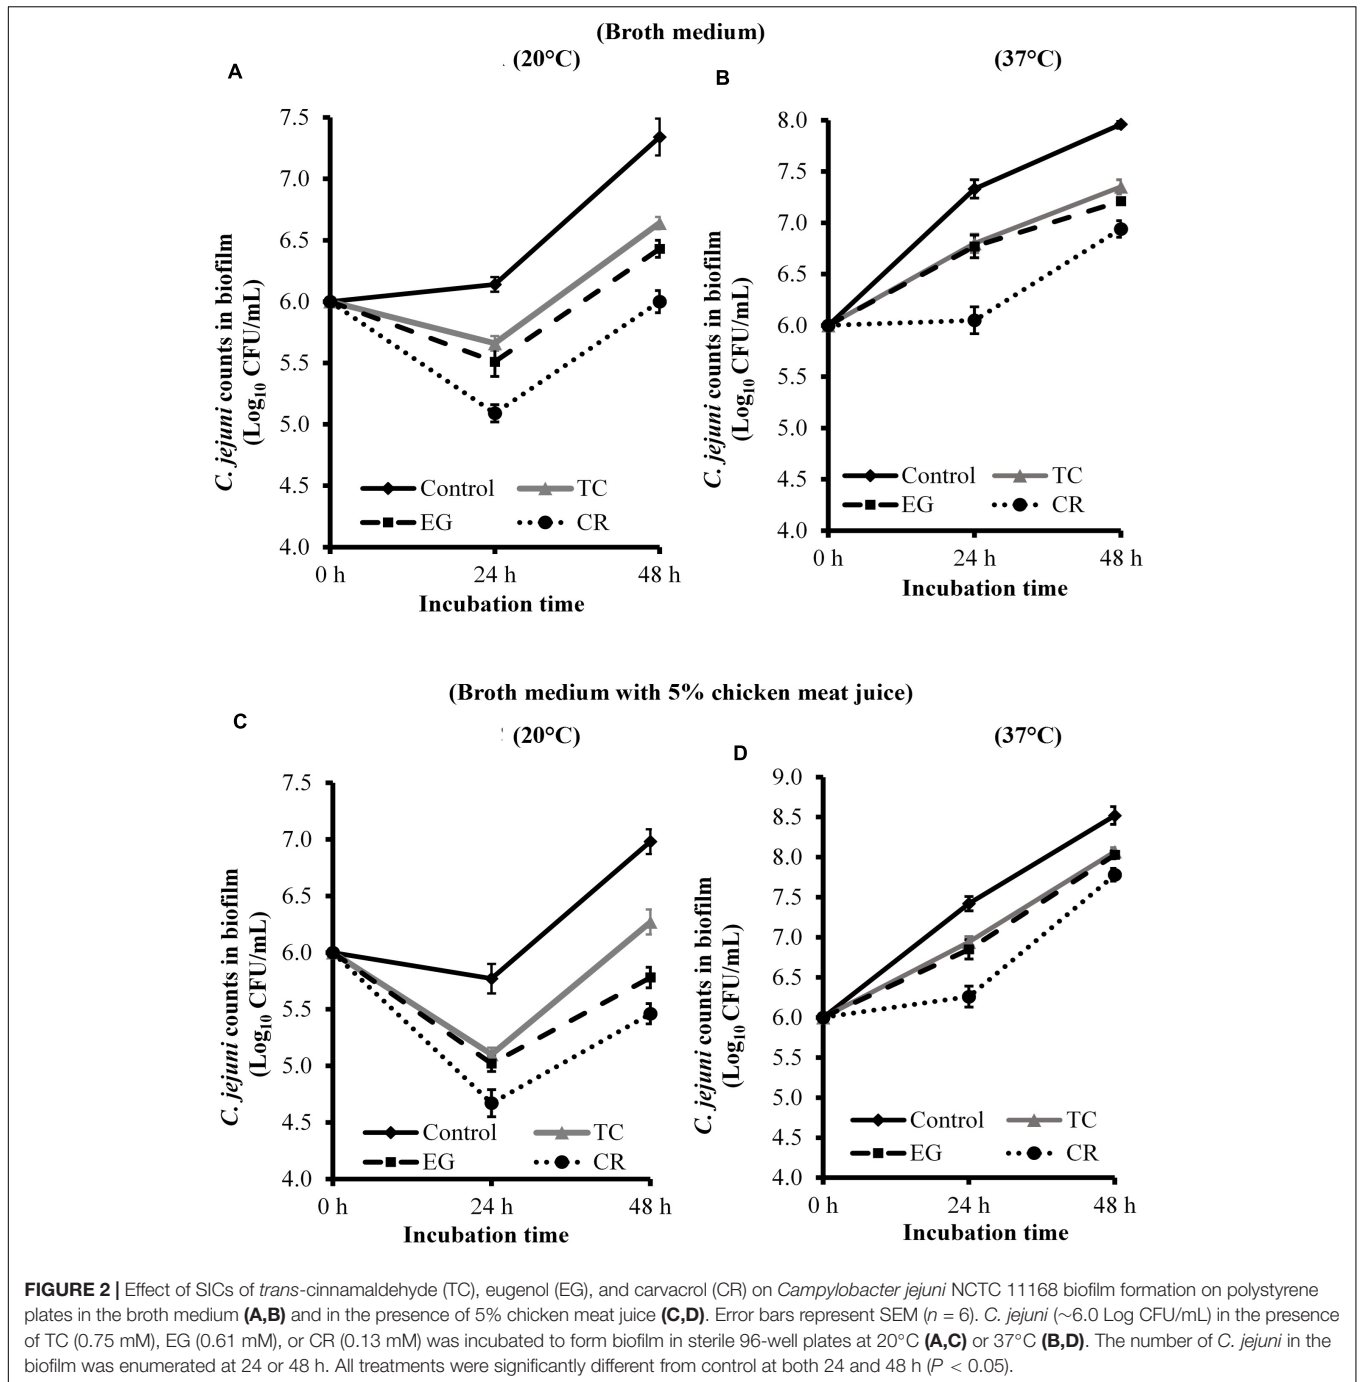 (Broth medium)
A
(20°C)
B
(37°C)
7.5
7.0
6.5
6.0
5.5
5.0
4.5
4.0
C. jejuni counts in biofilm
(Log10 CFU/mL)
Control
TC
EG
CR
0 h
24 h
48 h
Incubation time
8.0
7.5
7.0
6.5
6.0
5.5
5.0
4.5
4.0
C. jejuni counts in biofilm
(Log10 CFU/mL)
Control
TC
EG
CR
0 h
24 h
48 h
Incubation time
(Broth medium with 5% chicken meat juice)
C
(20°C)
D
(37°C)
7.5
7.0
6.5
6.0
5.5
5.0
4.5
4.0
C. jejuni counts in biofilm
(Log10 CFU/mL)
Control
TC
EG
CR
0 h
24 h
48 h
Incubation time
9.0
8.5
8.0
7.5
7.0
6.5
6.0
5.5
5.0
4.5
4.0
C. jejuni counts in biofilm
(Log10 CFU/mL)
Control
TC
EG
CR
0 h
24 h
48 h
Incubation time
FIGURE 2 | Effect of SICs of trans-cinnamaldehyde (TC), eugenol (EG), and carvacrol (CR) on Campylobacter jejuni NCTC 11168 biofilm formation on polystyrene
plates in the broth medium (A,B) and in the presence of 5% chicken meat juice (C,D). Error bars represent SEM (n = 6). C. jejuni (~6.0 Log CFU/mL) in the presence
of TC (0.75 mM), EG (0.61 mM), or CR (0.13 mM) was incubated to form biofilm in sterile 96-well plates at 20°C (A,C) or 37°C (B,D). The number of C. jejuni in the
biofilm was enumerated at 24 or 48 h. All treatments were significantly different from control at both 24 and 48 h (P < 0.05).